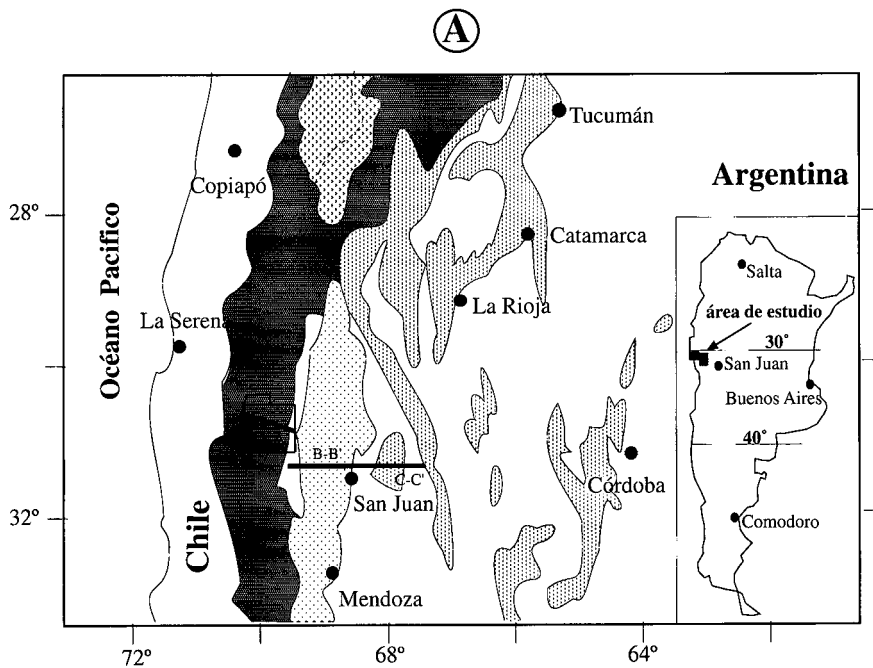 A
Tucumán
Copiapó
Argentina
28°
Catamarca
Océano Pacifico
Salta
La Rioja
La Serena
área de estudio
30°
San Juan
Buenos Aires
40°
B-B'
C-C'
San Juan
Córdoba
32°
Chile
Comodoro
Mendoza
72°
68°
64°